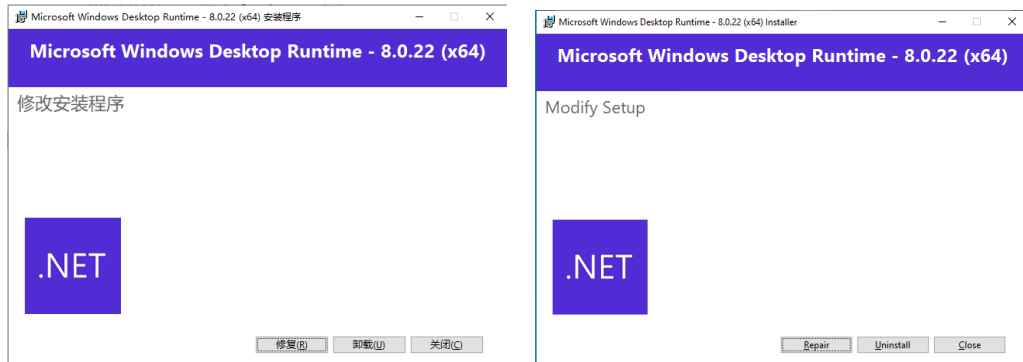 Microsoft Windows Desktop Runtime - 8.0.22 (x64) 安装程序
Microsoft Windows Desktop Runtime - 8.0.22 (x64)
修改安装程序
.NET
修复(R)
卸载(U)
关闭(C)
Microsoft Windows Desktop Runtime - 8.0.22 (x64) Installer
Microsoft Windows Desktop Runtime - 8.0.22 (x64)
Modify Setup
.NET
Repair
Uninstall
Close